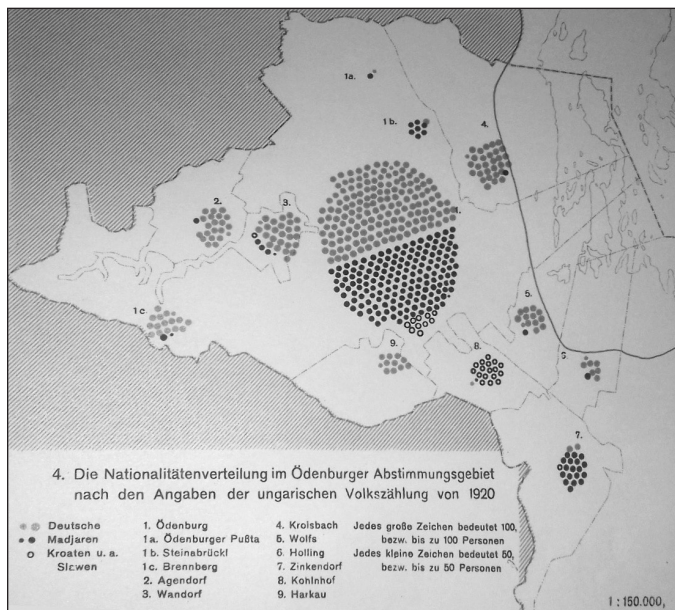 1a.
1b.
4.
2.
3.
1.
5.
1c.
9.
8.
6.
7.
4. Die Nationalitätenverteilung im Ödenburger Abstimmungsgebiet
nach den Angaben der ungarischen Volkszählung von 1920
Deutsche
Madjaren
Kroaten u. a.
Slawen
1. Ödenburg
1a. Ödenburger Pußta
1b. Steinabrückl
1c. Brennberg
2. Agendorf
3. Wandorf
4. Kroisbach
5. Wolfs
6. Holling
7. Zinkendorf
8. Kohlnhof
9. Harkau
Jedes große Zeichen bedeutet 100,
bezw. bis zu 100 Personen
Jedes kleine Zeichen bedeutet 50,
bezw. bis zu 50 Personen
1:150.000,